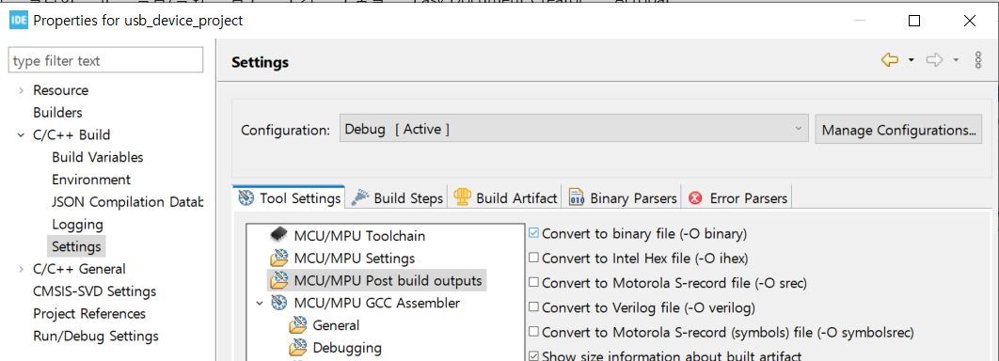 IDE Properties for usb_device_project
type filter text
Settings
Resource
Builders
C/C++ Build
Build Variables
Environment
JSON Compilation Datab
Logging
Settings
C/C++ General
CMSIS-SVD Settings
Project References
Run/Debug Settings
Configuration: Debug [ Active ] Manage Configurations...
Tool Settings Build Steps Build Artifact Binary Parsers Error Parsers
MCU/MPU Toolchain
MCU/MPU Settings
MCU/MPU Post build outputs
MCU/MPU GCC Assembler
General
Debugging
Convert to binary file (-O binary)
Convert to Intel Hex file (-O ihex)
Convert to Motorola S-record file (-O srec)
Convert to Verilog file (-O verilog)
Convert to Motorola S-record (symbols) file (-O symbolsrec)
Show size information about built artifact